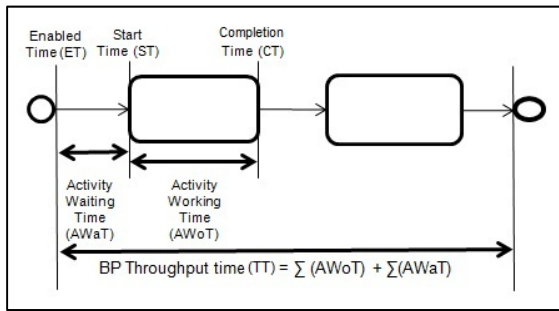 Enabled
Time (ET)
Start
Time (ST)
Completion
Time (CT)
Activity
Waiting
Time
(AWaT)
Activity
Working
Time
(AWoT)
BP Throughput time (TT) = ∑ (AWoT) + ∑(AWaT)